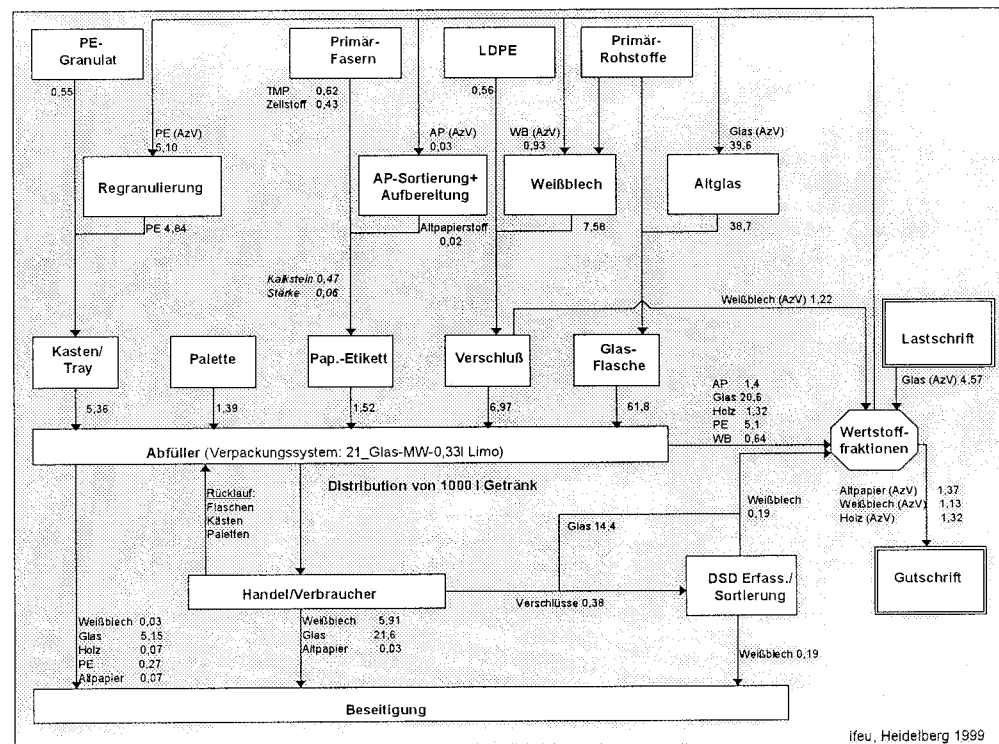 PE-
Granulat
Primär-
Fasern
LDPE
Primär-
Rohstoffe
0,55
TMP 0,62
Zellstoff 0,43
0,56
PE (AzV)
5,10
AP (AzV)
0,03
WB (AzV)
0,93
Glas (AzV)
39,6
Regranulierung
AP-Sortierung+
Aufbereitung
Weißblech
Altglas
PE 4,84
Altpapierstoff
0,02
7,58
38,7
Kalkstein 0,47
Stärke 0,06
Weißblech (AzV) 1,22
Kasten/
Tray
Palette
Pap.-Etikett
Verschluß
Glas-
Flasche
Lastschrift
Glas (AzV) 4,57
5,36
1,39
1,52
6,97
61,8
AP 1,4
Glas 20,6
Holz 1,32
PE 5,1
WB 0,64
Wertstoff-
fraktionen
Abfüller (Verpackungssystem: 21_Glas-MW-0,33l Limo)
Distribution von 1000 l Getränk
Rücklauf:
Flaschen
Kästen
Paletten
Weißblech
0,19
Glas 14,4
Altpapier (AzV) 1,37
Weißblech (AzV) 1,13
Holz (AzV) 1,32
Handel/Verbraucher
Verschlüsse 0,38
DSD Erfass./
Sortierung
Gutschrift
Weißblech 0,03
Glas 5,15
Holz 0,07
PE 0,27
Altpapier 0,07
Weißblech 5,91
Glas 21,6
Altpapier 0,03
Weißblech 0,19
Beseitigung
ifeu, Heidelberg 1999